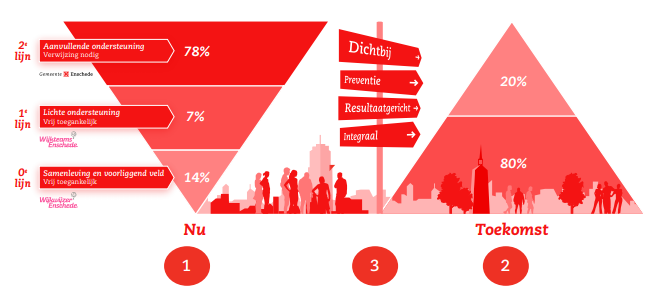 2e
lijn
Aanvullende ondersteuning
Verwijzing nodig
78%
Gemeente Enschede
1e
lijn
Lichte ondersteuning
Vrij toegankelijk
7%
Wijkteams
Enschede
0e
lijn
Samenleving en voorliggend veld
Vrij toegankelijk
14%
Wijkwijzer
Enschede
Dichtbij
Preventie
Resultaatgericht
Integraal
20%
80%
Nu
Toekomst
1
3
2